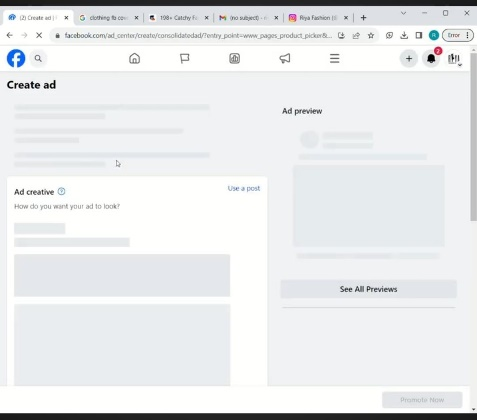 (2) Create ad |
clothing fb cov
198+ Catchy Fa
(no subject) -
Riya Fashion (
facebook.com/ad_center/create/consolidatedad/?entry_point=www_pages_product_picker&...
R
Error
2
Create ad
Ad preview
Ad creative
Use a post
How do you want your ad to look?
See All Previews
Promote Now